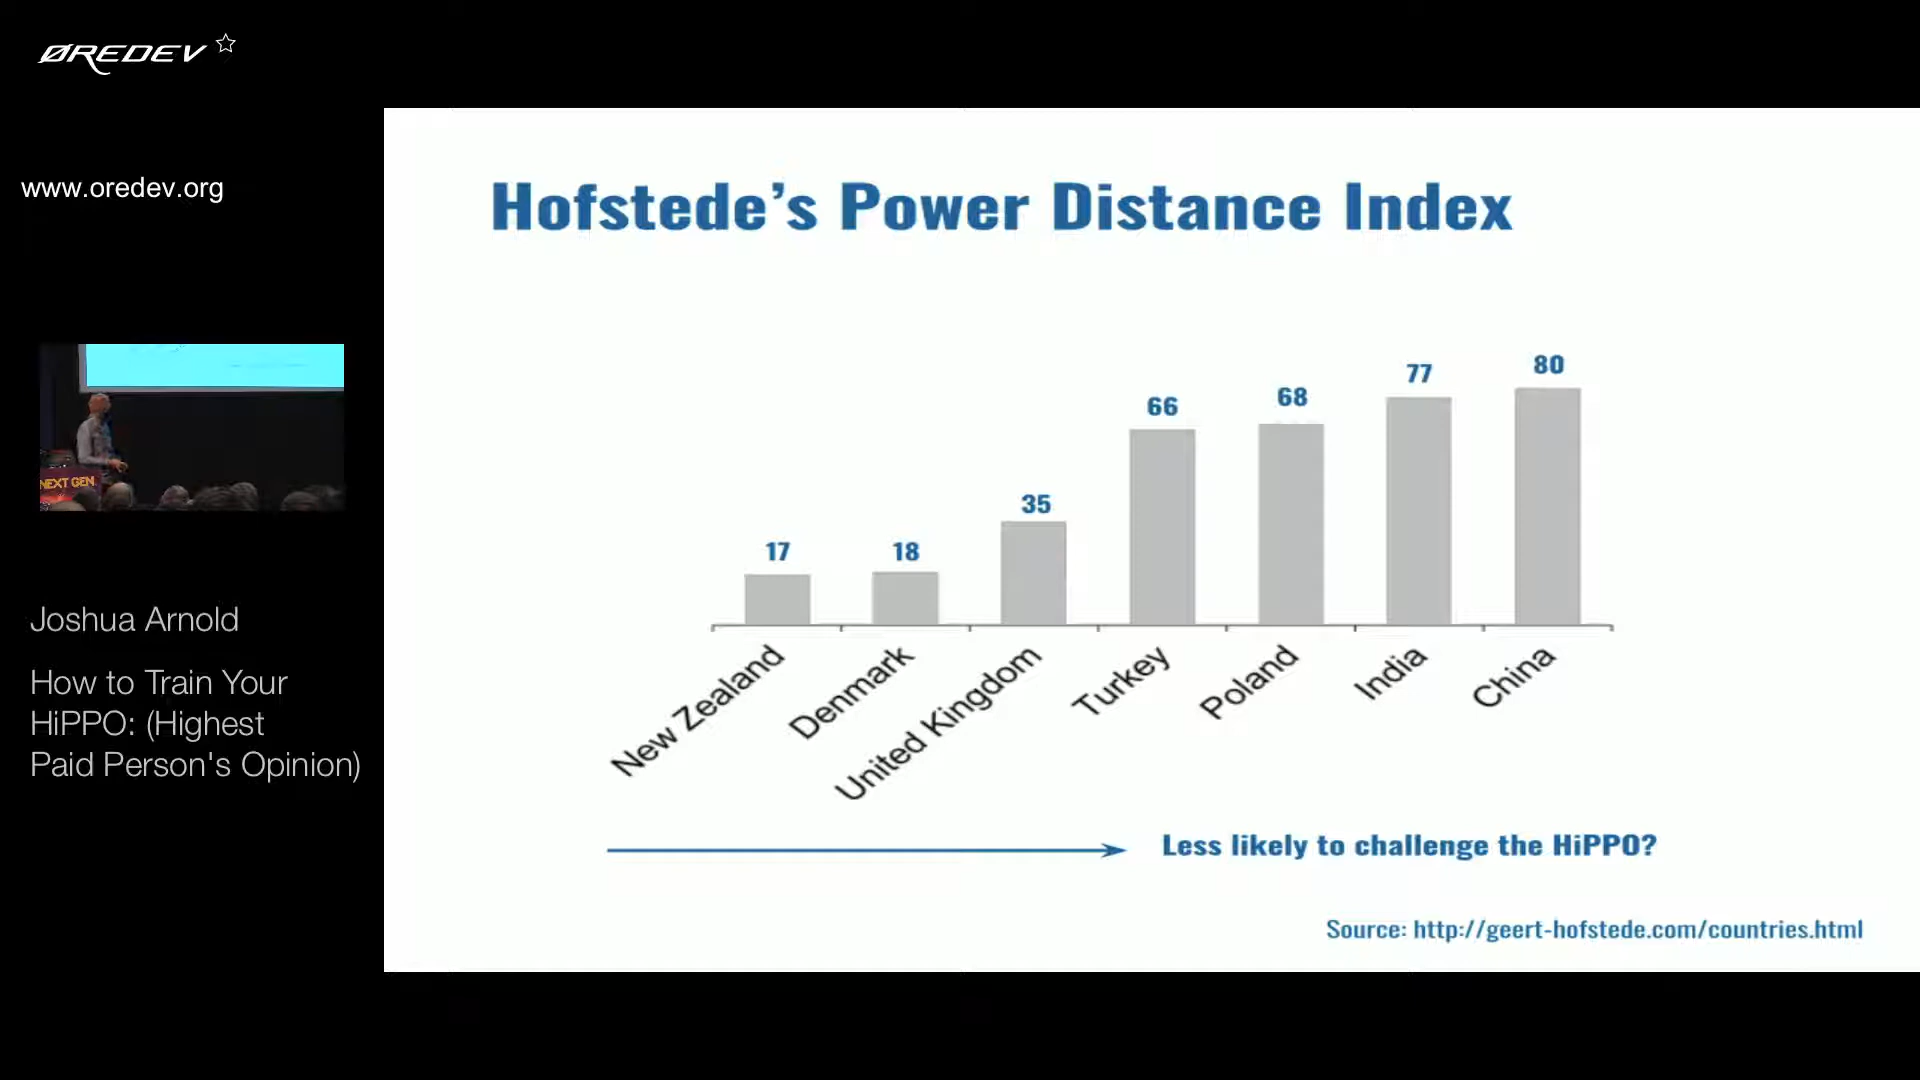 ØREDEV
www.oredev.org
NEXT GEN
Joshua Arnold
How to Train Your
HiPPO: (Highest
Paid Person's Opinion)
Hofstede’s Power Distance Index
17
18
35
66
68
77
80
New Zealand
Denmark
United Kingdom
Turkey
Poland
India
China
Less likely to challenge the HiPPO?
Source: http://geert-hofstede.com/countries.html